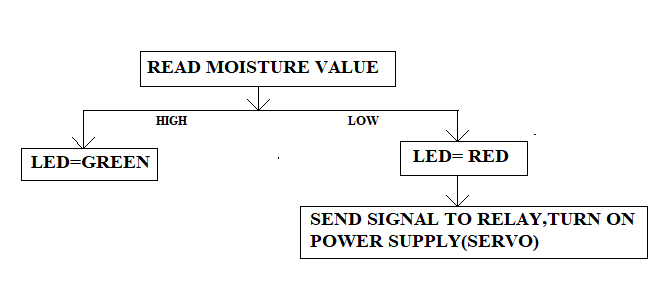 READ MOISTURE VALUE
HIGH
LOW
LED=GREEN
LED= RED
SEND SIGNAL TO RELAY,TURN ON
POWER SUPPLY(SERVO)